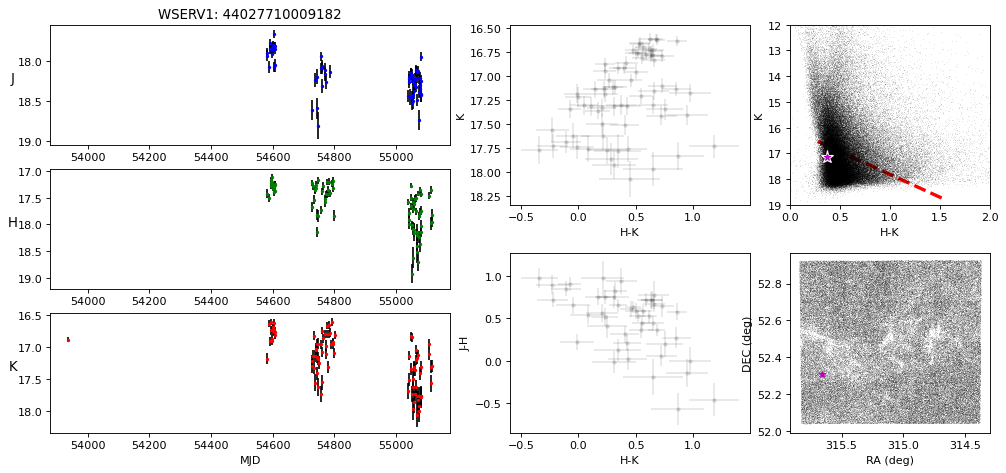 WSERV1: 44027710009182
J
18.0
18.5
19.0
54000 54200 54400 54600 54800 55000
H
17.0
17.5
18.0
18.5
19.0
54000 54200 54400 54600 54800 55000
K
16.5
17.0
17.5
18.0
54000 54200 54400 54600 54800 55000
MJD
K
16.50
16.75
17.00
17.25
17.50
17.75
18.00
18.25
−0.5 0.0 0.5 1.0
H-K
K
12
13
14
15
16
17
18
19
0.0 0.5 1.0 1.5 2.0
H-K
J-H
1.0
0.5
0.0
−0.5
−0.5 0.0 0.5 1.0
H-K
DEC (deg)
52.8
52.6
52.4
52.2
52.0
315.5 315.0 314.5
RA (deg)